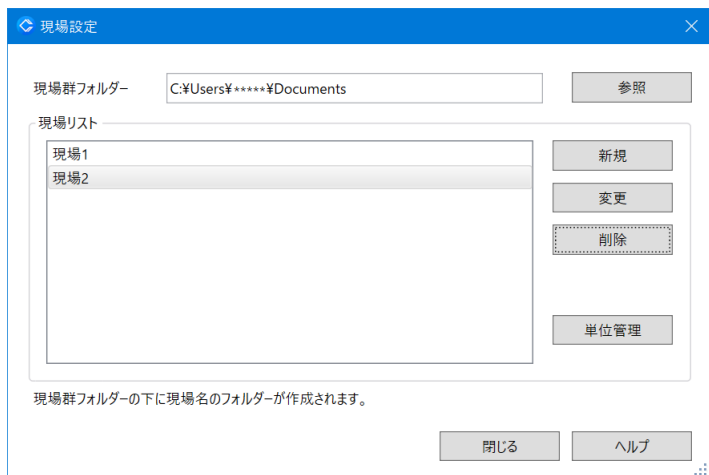 現場設定
現場群フォルダー C:¥Users¥*****¥Documents 参照
現場リスト
現場1
現場2
新規
変更
削除
単位管理
現場群フォルダーの下に現場名のフォルダーが作成されます。
閉じる ヘルプ